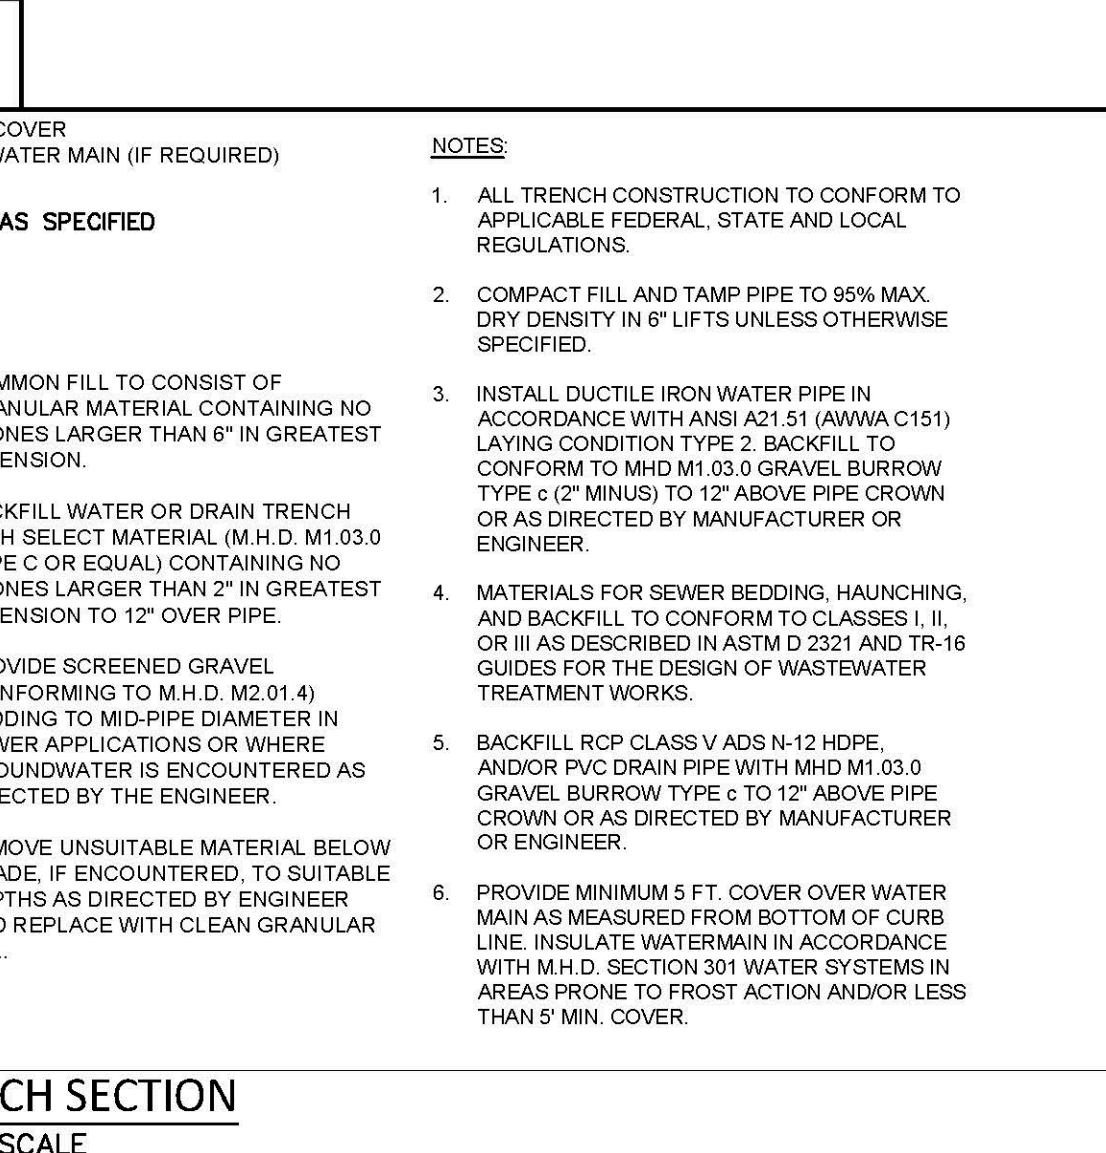 COVER
WATER MAIN (IF REQUIRED)
AS SPECIFIED
MMON FILL TO CONSIST OF
ANULAR MATERIAL CONTAINING NO
ONES LARGER THAN 6" IN GREATEST
ENSION.
CKFILL WATER OR DRAIN TRENCH
H SELECT MATERIAL (M.H.D. M1.03.0
PE C OR EQUAL) CONTAINING NO
ONES LARGER THAN 2" IN GREATEST
ENSION TO 12" OVER PIPE.
OVIDE SCREENED GRAVEL
NFORMING TO M.H.D. M2.01.4)
DDING TO MID-PIPE DIAMETER IN
WER APPLICATIONS OR WHERE
OUNDWATER IS ENCOUNTERED AS
ECTED BY THE ENGINEER.
MOVE UNSUITABLE MATERIAL BELOW
ADE, IF ENCOUNTERED, TO SUITABLE
PTHS AS DIRECTED BY ENGINEER
D REPLACE WITH CLEAN GRANULAR
NOTES:
1. ALL TRENCH CONSTRUCTION TO CONFORM TO
APPLICABLE FEDERAL, STATE AND LOCAL
REGULATIONS.
2. COMPACT FILL AND TAMP PIPE TO 95% MAX.
DRY DENSITY IN 6" LIFTS UNLESS OTHERWISE
SPECIFIED.
3. INSTALL DUCTILE IRON WATER PIPE IN
ACCORDANCE WITH ANSI A21.51 (AWWA C151)
LAYING CONDITION TYPE 2. BACKFILL TO
CONFORM TO MHD M1.03.0 GRAVEL BURROW
TYPE c (2" MINUS) TO 12" ABOVE PIPE CROWN
OR AS DIRECTED BY MANUFACTURER OR
ENGINEER.
4. MATERIALS FOR SEWER BEDDING, HAUNCHING,
AND BACKFILL TO CONFORM TO CLASSES I, II,
OR III AS DESCRIBED IN ASTM D 2321 AND TR-16
GUIDES FOR THE DESIGN OF WASTEWATER
TREATMENT WORKS.
5. BACKFILL RCP CLASS V ADS N-12 HDPE,
AND/OR PVC DRAIN PIPE WITH MHD M1.03.0
GRAVEL BURROW TYPE c TO 12" ABOVE PIPE
CROWN OR AS DIRECTED BY MANUFACTURER
OR ENGINEER.
6. PROVIDE MINIMUM 5 FT. COVER OVER WATER
MAIN AS MEASURED FROM BOTTOM OF CURB
LINE. INSULATE WATERMAIN IN ACCORDANCE
WITH M.H.D. SECTION 301 WATER SYSTEMS IN
AREAS PRONE TO FROST ACTION AND/OR LESS
THAN 5' MIN. COVER.
CH SECTION
SCALE